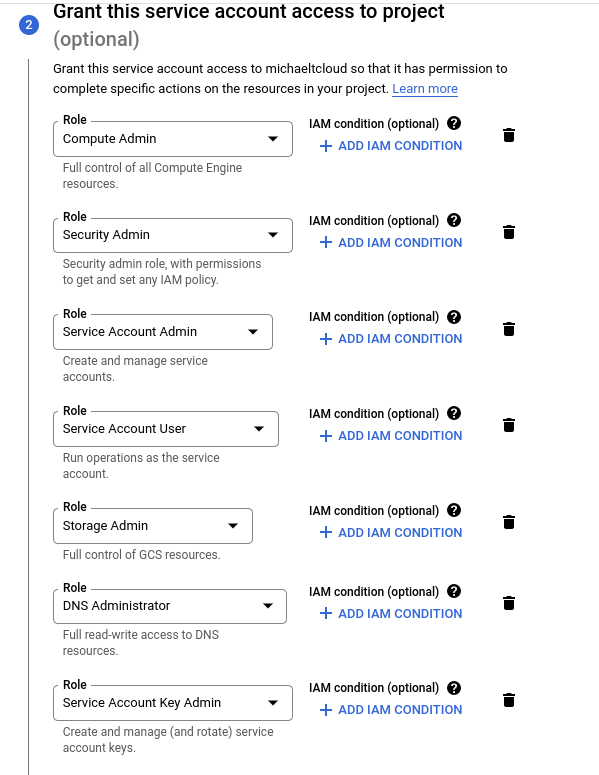 2
Grant this service account access to project
(optional)
Grant this service account access to michaeltcloud so that it has permission to
complete specific actions on the resources in your project. Learn more
Role
Compute Admin
IAM condition (optional) ?
+ ADD IAM CONDITION
Full control of all Compute Engine
resources.
Role
Security Admin
IAM condition (optional) ?
+ ADD IAM CONDITION
Security admin role, with permissions
to get and set any IAM policy.
Role
Service Account Admin
IAM condition (optional) ?
+ ADD IAM CONDITION
Create and manage service
accounts.
Role
Service Account User
IAM condition (optional) ?
+ ADD IAM CONDITION
Run operations as the service
account.
Role
Storage Admin
IAM condition (optional) ?
+ ADD IAM CONDITION
Full control of GCS resources.
Role
DNS Administrator
IAM condition (optional) ?
+ ADD IAM CONDITION
Full read-write access to DNS
resources.
Role
Service Account Key Admin
IAM condition (optional) ?
+ ADD IAM CONDITION
Create and manage (and rotate) service
account keys.